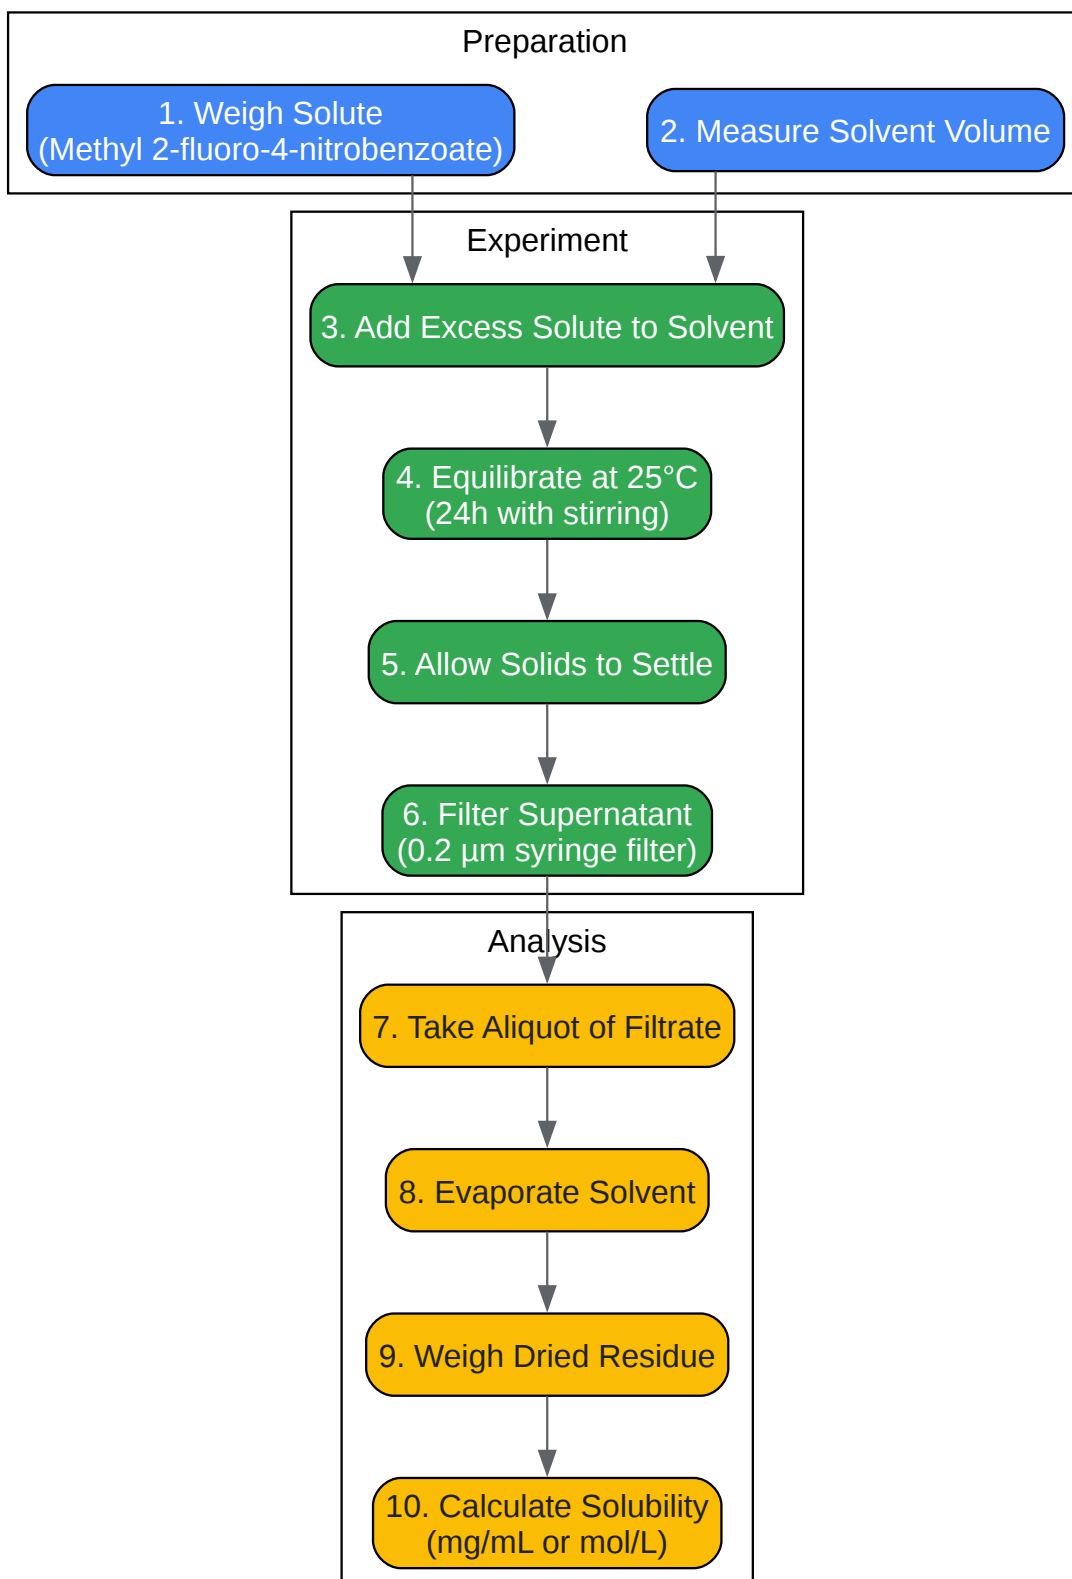 Preparation
1. Weigh Solute
(Methyl 2-fluoro-4-nitrobenzoate)
2. Measure Solvent Volume
Experiment
3. Add Excess Solute to Solvent
4. Equilibrate at 25°C
(24h with stirring)
5. Allow Solids to Settle
6. Filter Supernatant
(0.2 µm syringe filter)
Analysis
7. Take Aliquot of Filtrate
8. Evaporate Solvent
9. Weigh Dried Residue
10. Calculate Solubility
(mg/mL or mol/L)